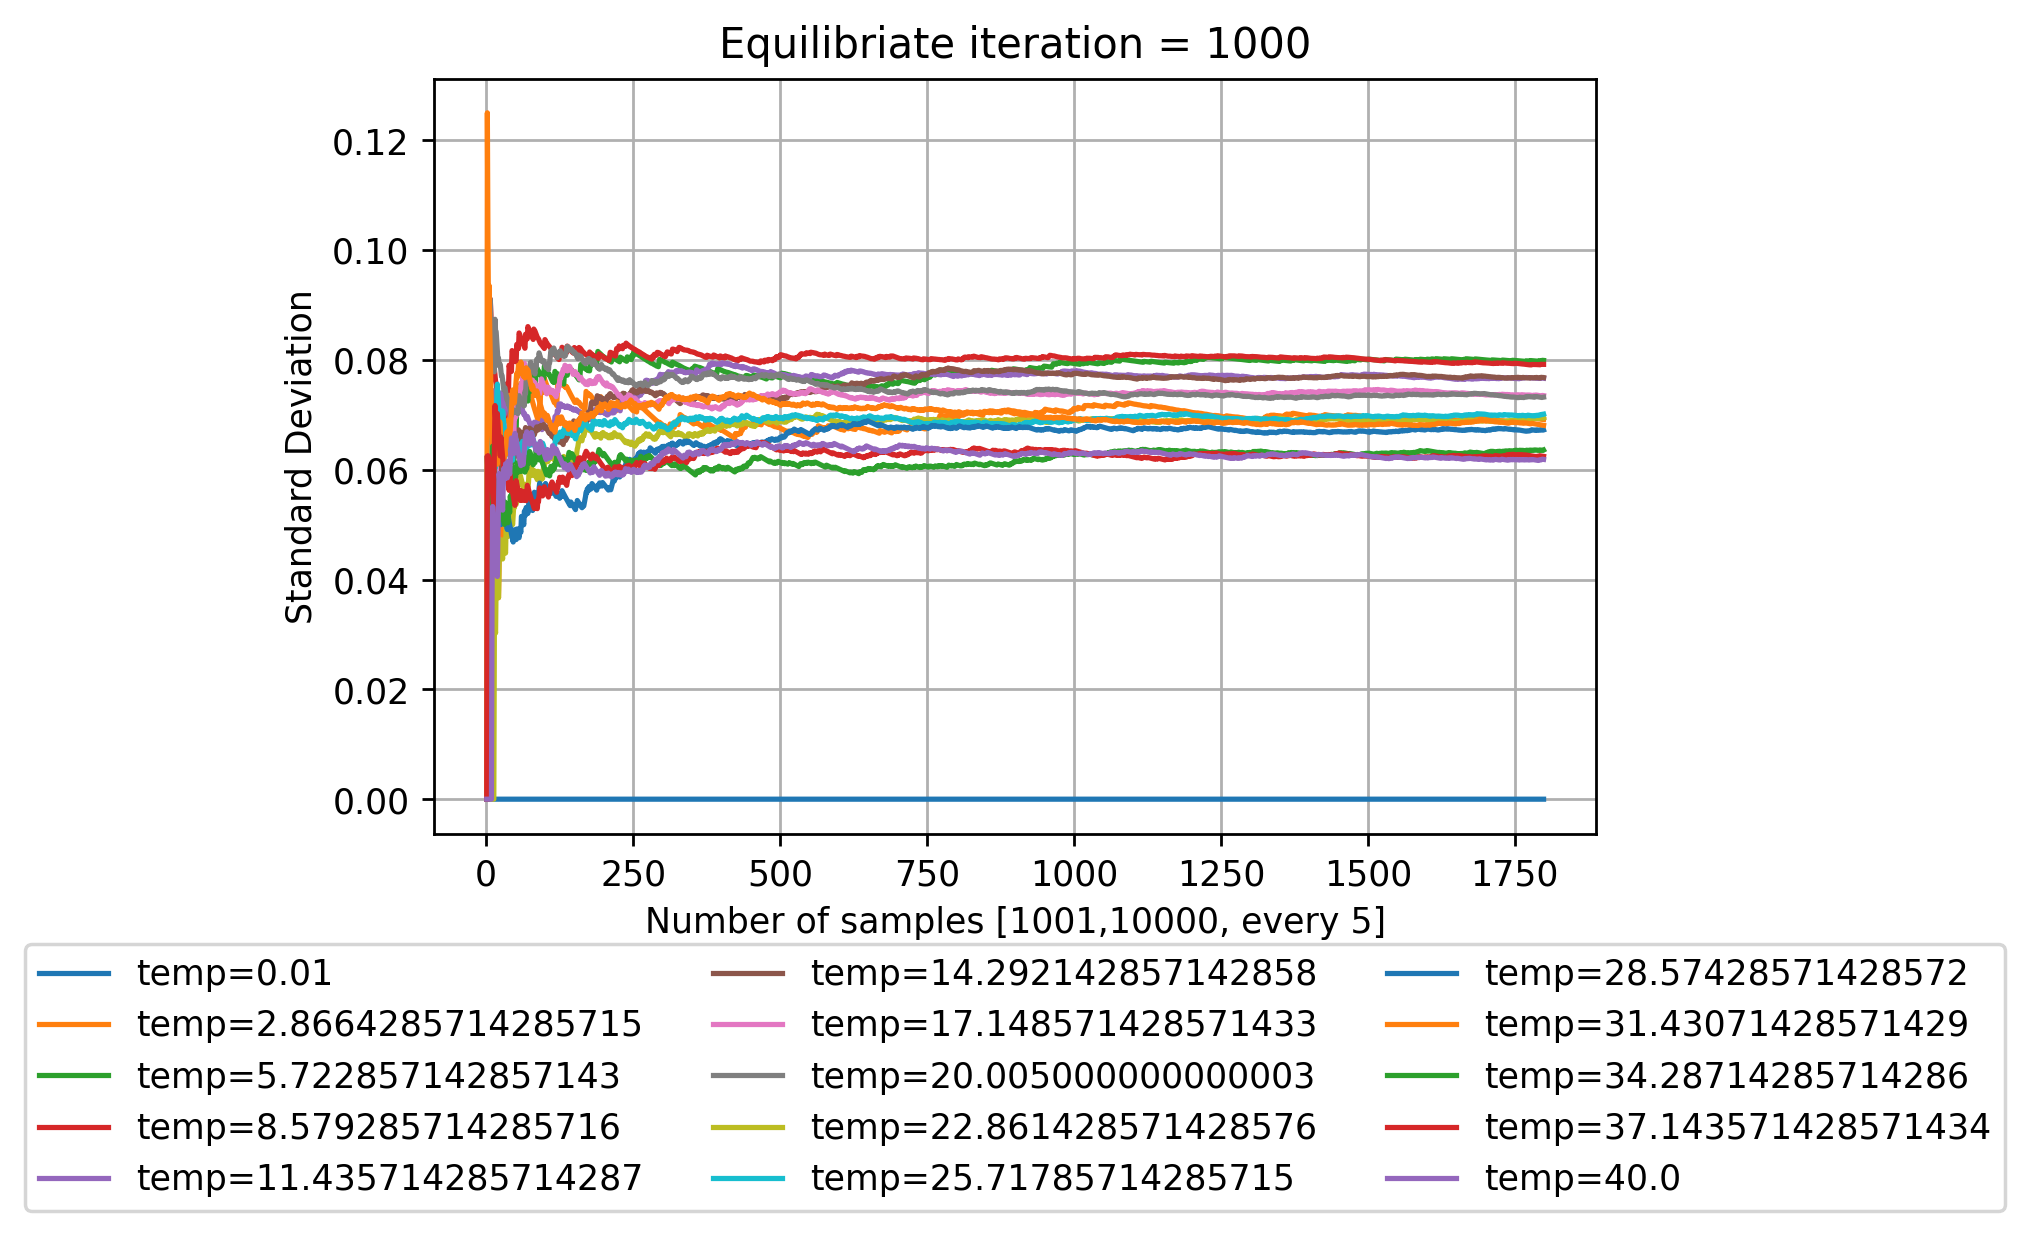 Equilibriate iteration = 1000
0.12
0.10
0.08
0.06
0.04
0.02
0.00
Standard Deviation
0 250 500 750 1000 1250 1500 1750
Number of samples [1001,10000, every 5]
temp=0.01
temp=2.8664285714285715
temp=5.722857142857143
temp=8.579285714285716
temp=11.435714285714287
temp=14.292142857142858
temp=17.148571428571433
temp=20.005000000000003
temp=22.861428571428576
temp=25.71785714285715
temp=28.57428571428572
temp=31.43071428571429
temp=34.28714285714286
temp=37.143571428571434
temp=40.0